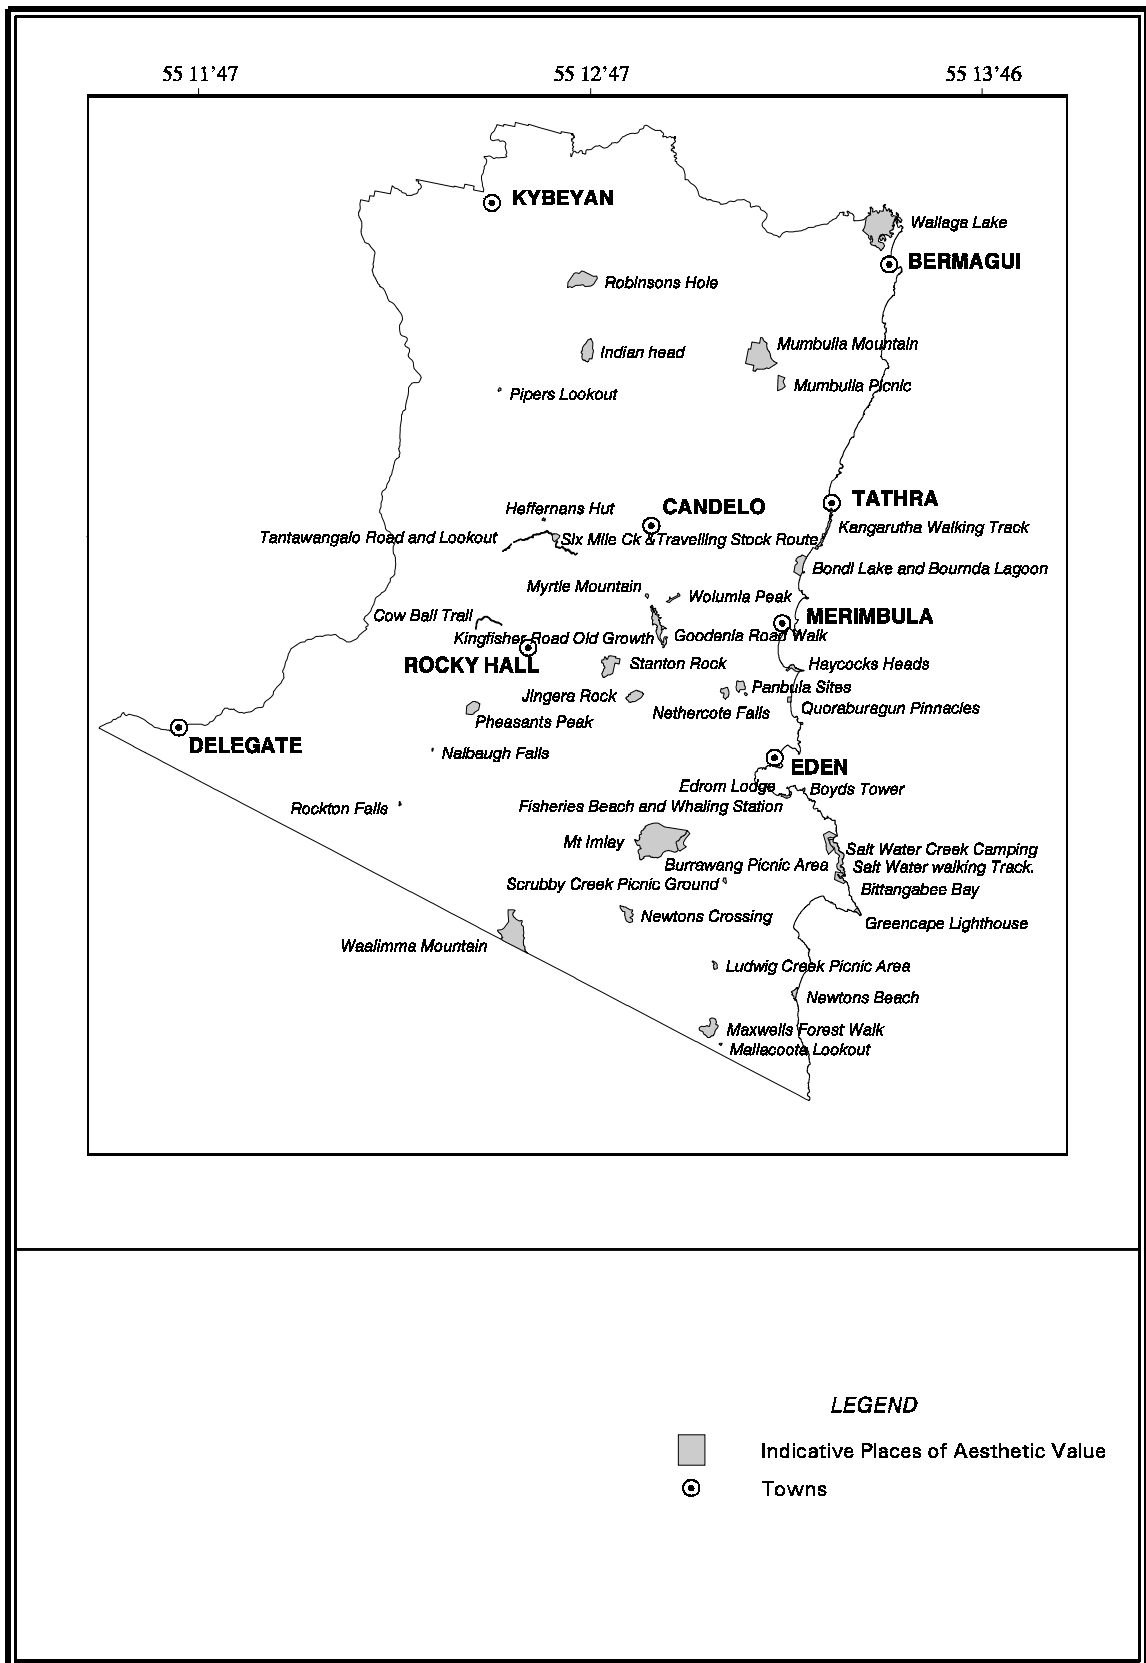 55 11'47
55 12'47
55 13'46
KYBEYAN
Wallaga Lake
BERMAGUI
Robinsons Hole
Indian head
Mumbulla Mountain
Pipers Lookout
Mumbulla Picnic
TATHRA
CANDELO
Heffernans Hut
Kangarutha Walking Track
Tantawangalo Road and Lookout
Six Mile Ck &Travelling Stock Route
Bondi Lake and Bournda Lagoon
Myrtle Mountain
Wolumla Peak
Cow Bail Trail
MERIMBULA
Kingfisher Road Old Growth
Goodenia Road Walk
ROCKY HALL
Stanton Rock
Haycocks Heads
Jingera Rock
Panbula Sites
Pheasants Peak
Nethercote Falls
Quoraburagun Pinnacles
DELEGATE
Nalbaugh Falls
EDEN
Edrom Lodge
Boyds Tower
Rockton Falls
Fisheries Beach and Whaling Station
Mt Imlay
Salt Water Creek Camping
Burrawang Picnic Area
Salt Water walking Track.
Scrubby Creek Picnic Ground
Bittangabee Bay
Newtons Crossing
Greencape Lighthouse
Waalimma Mountain
Ludwig Creek Picnic Area
Newtons Beach
Maxwells Forest Walk
Mallacoota Lookout
LEGEND
Indicative Places of Aesthetic Value
Towns